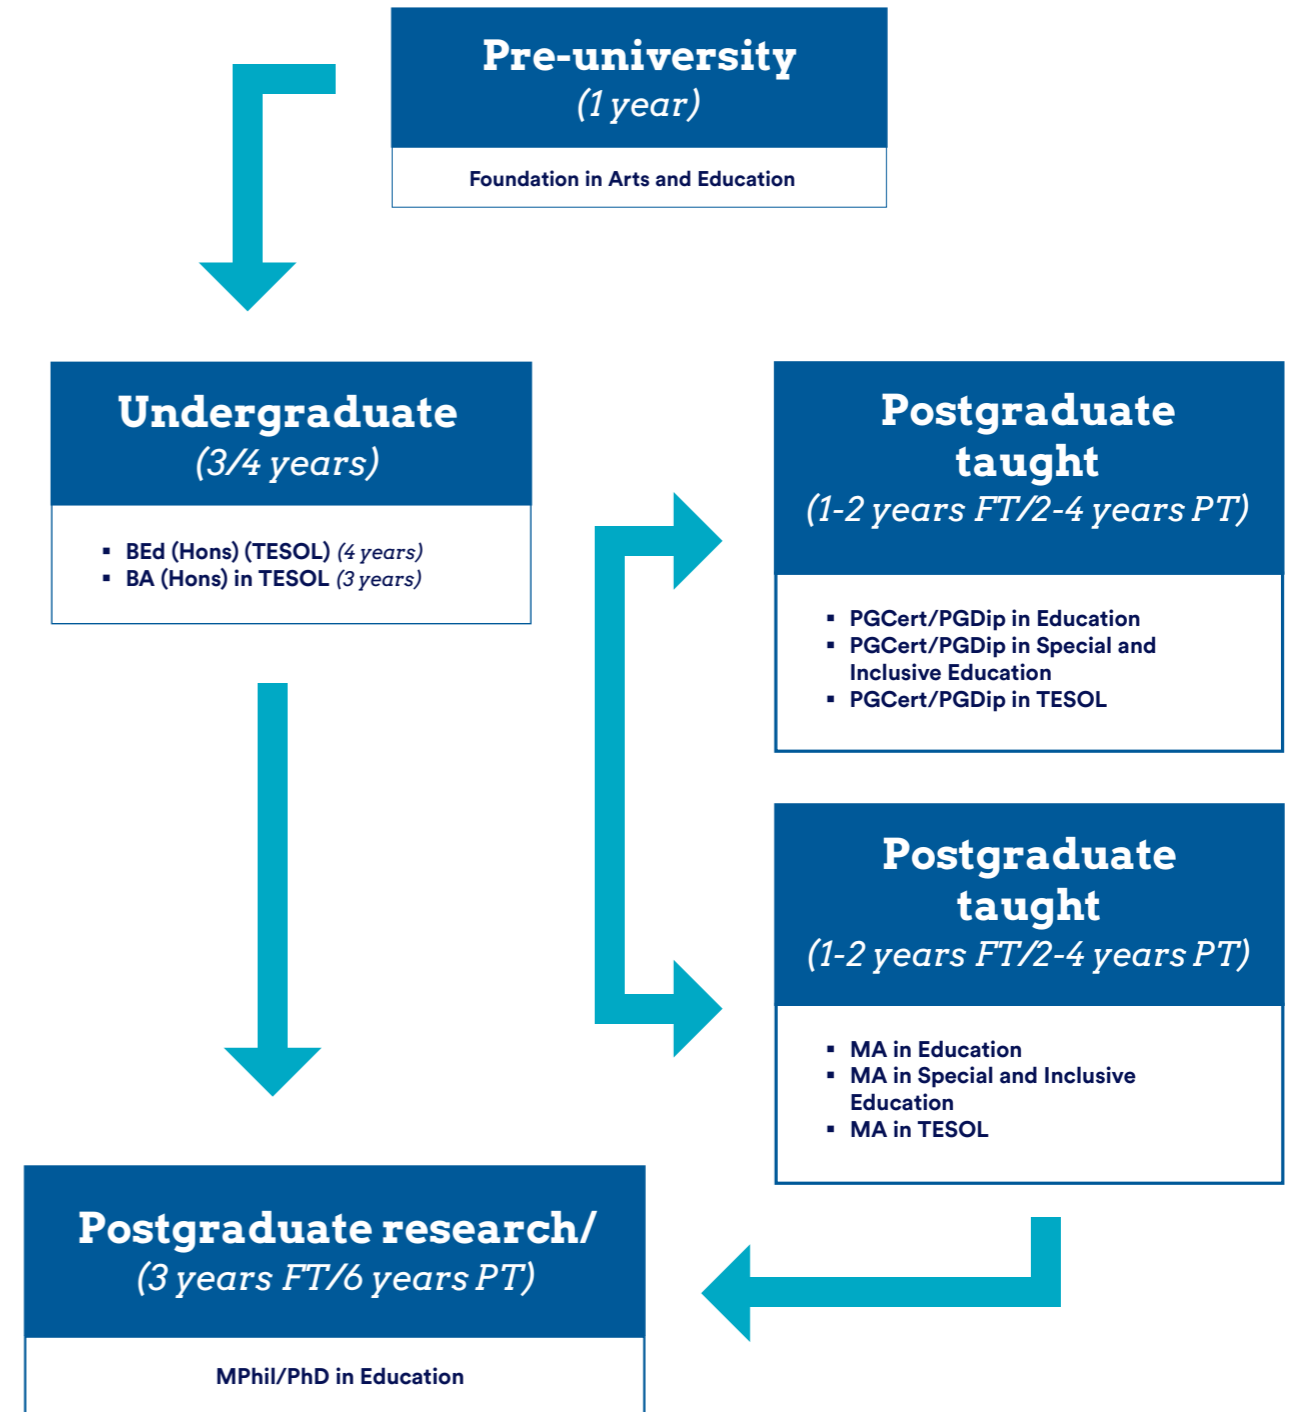 Pre-university
(1 year)
Foundation in Arts and Education
Undergraduate
(3/4 years)
▪ BEd (Hons) (TESOL) (4 years)
▪ BA (Hons) in TESOL (3 years)
Postgraduate
taught
(1-2 years FT/2-4 years PT)
▪ PGCert/PGDip in Education
▪ PGCert/PGDip in Special and
Inclusive Education
▪ PGCert/PGDip in TESOL
Postgraduate
taught
(1-2 years FT/2-4 years PT)
▪ MA in Education
▪ MA in Special and Inclusive
Education
▪ MA in TESOL
Postgraduate research/
(3 years FT/6 years PT)
MPhil/PhD in Education